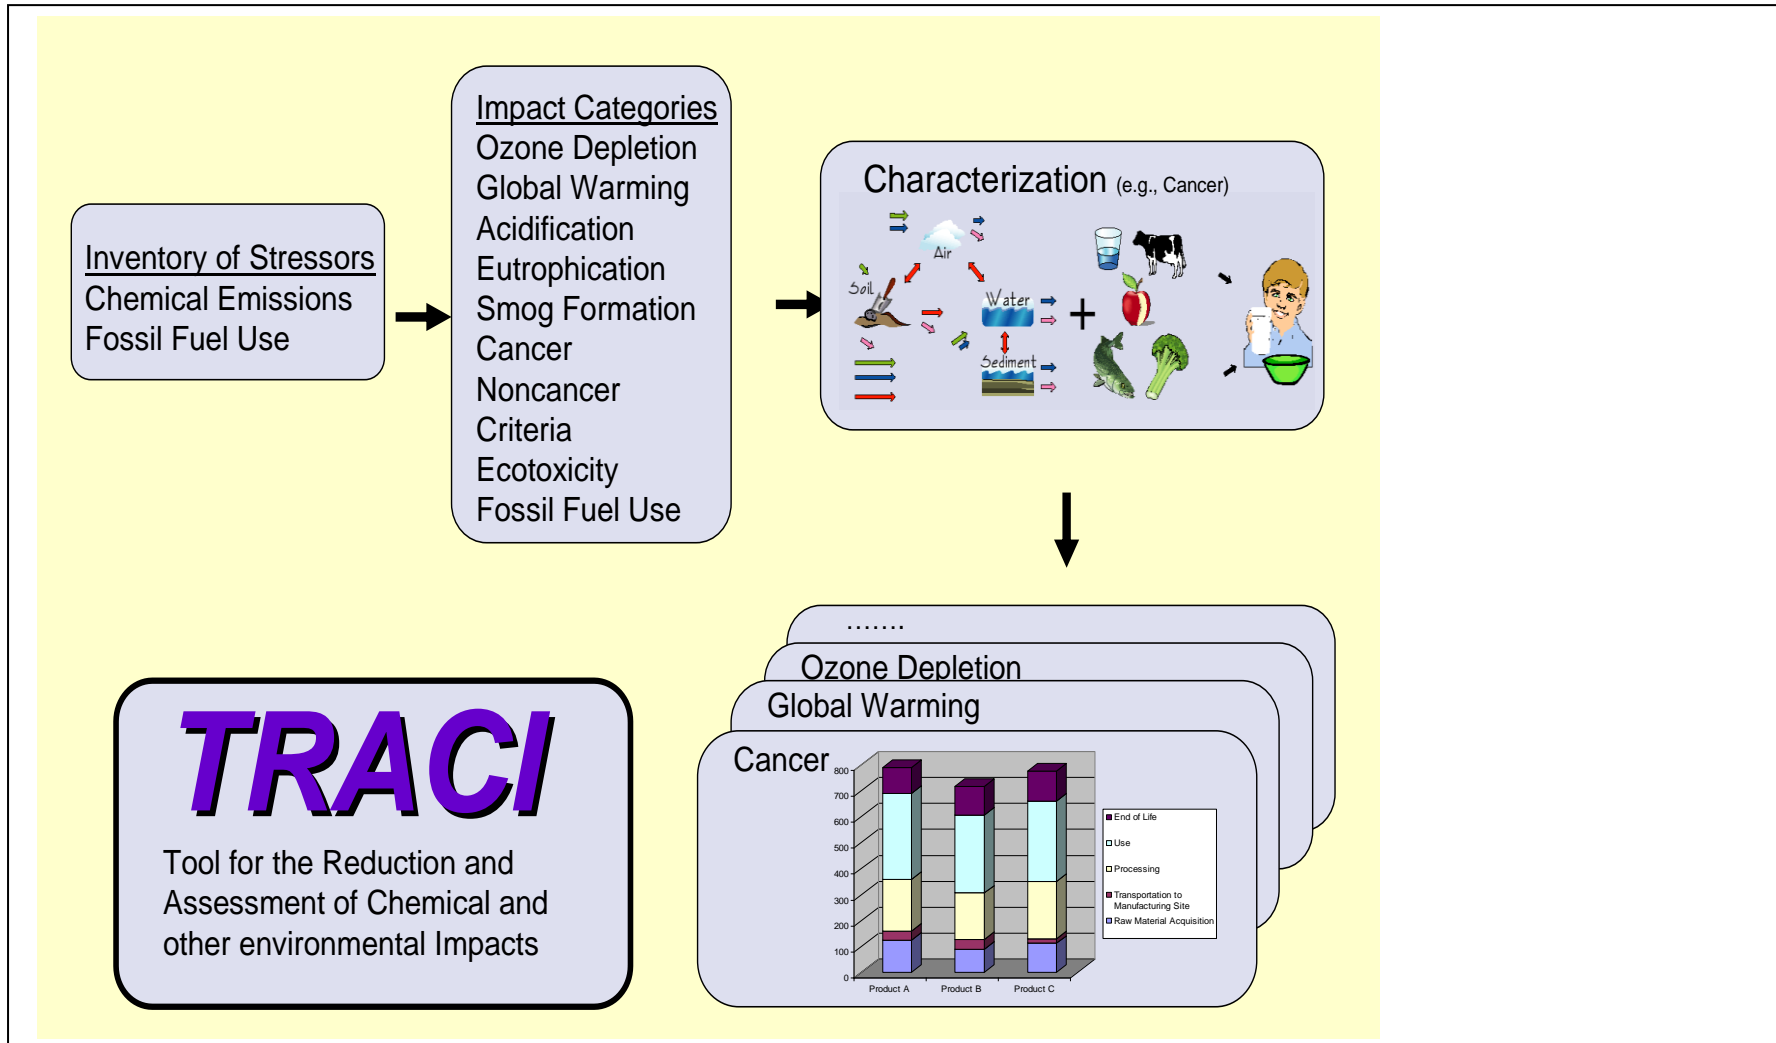 Inventory of Stressors
Chemical Emissions
Fossil Fuel Use
Impact Categories
Ozone Depletion
Global Warming
Acidification
Eutrophication
Smog Formation
Cancer
Noncancer
Criteria
Ecotoxicity
Fossil Fuel Use
Characterization (e.g., Cancer)
Air
Soil
Water
+
Sediment
TRACI
Tool for the Reduction and
Assessment of Chemical and
other environmental Impacts
.......
Ozone Depletion
Global Warming
Cancer
800
700
600
500
400
300
200
100
0
Product A
Product B
Product C
End of Life
Use
Processing
Transportation to
Manufacturing Site
Raw Material Acquisition